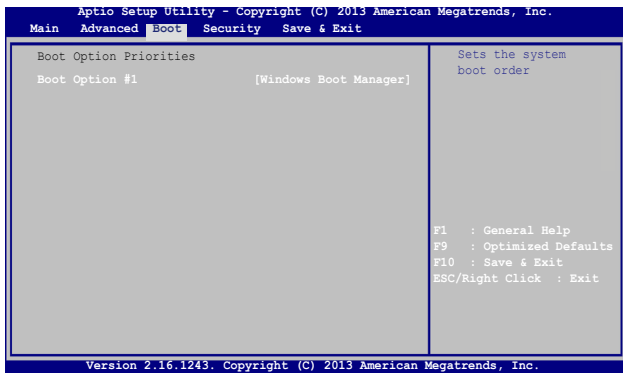 Aptio Setup Utility - Copyright (C) 2013 American Megatrends, Inc.
Main Advanced Boot Security Save & Exit
Boot Option Priorities
Boot Option #1 [Windows Boot Manager]
Sets the system
boot order
F1 : General Help
F9 : Optimized Defaults
F10 : Save & Exit
ESC/Right Click : Exit
Version 2.16.1243. Copyright (C) 2013 American Megatrends, Inc.